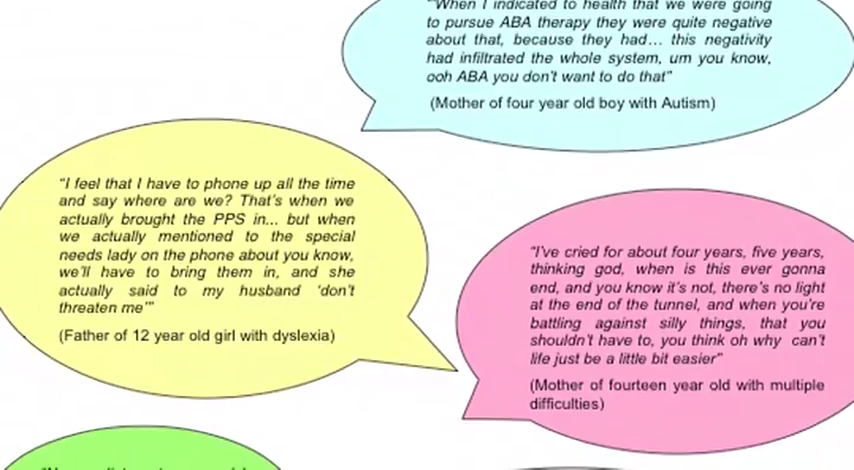 "When I indicated to health that we were going
to pursue ABA therapy they were quite negative
about that, because they had... this negativity
had infiltrated the whole system, um you know,
ooh ABA you don't want to do that"
(Mother of four year old boy with Autism)
"I feel that I have to phone up all the time
and say where are we? That's when we
actually brought the PPS in... but when
we actually mentioned to the special
needs lady on the phone about you know,
we'll have to bring them in, and she
actually said to my husband 'don't
threaten me'"
(Father of 12 year old girl with dyslexia)
"I've cried for about four years, five years,
thinking god, when is this ever gonna
end, and you know it's not, there's no light
at the end of the tunnel, and when you're
battling against silly things, that you
shouldn't have to, you think oh why can't
life just be a little bit easier"
(Mother of fourteen year old with multiple
difficulties)